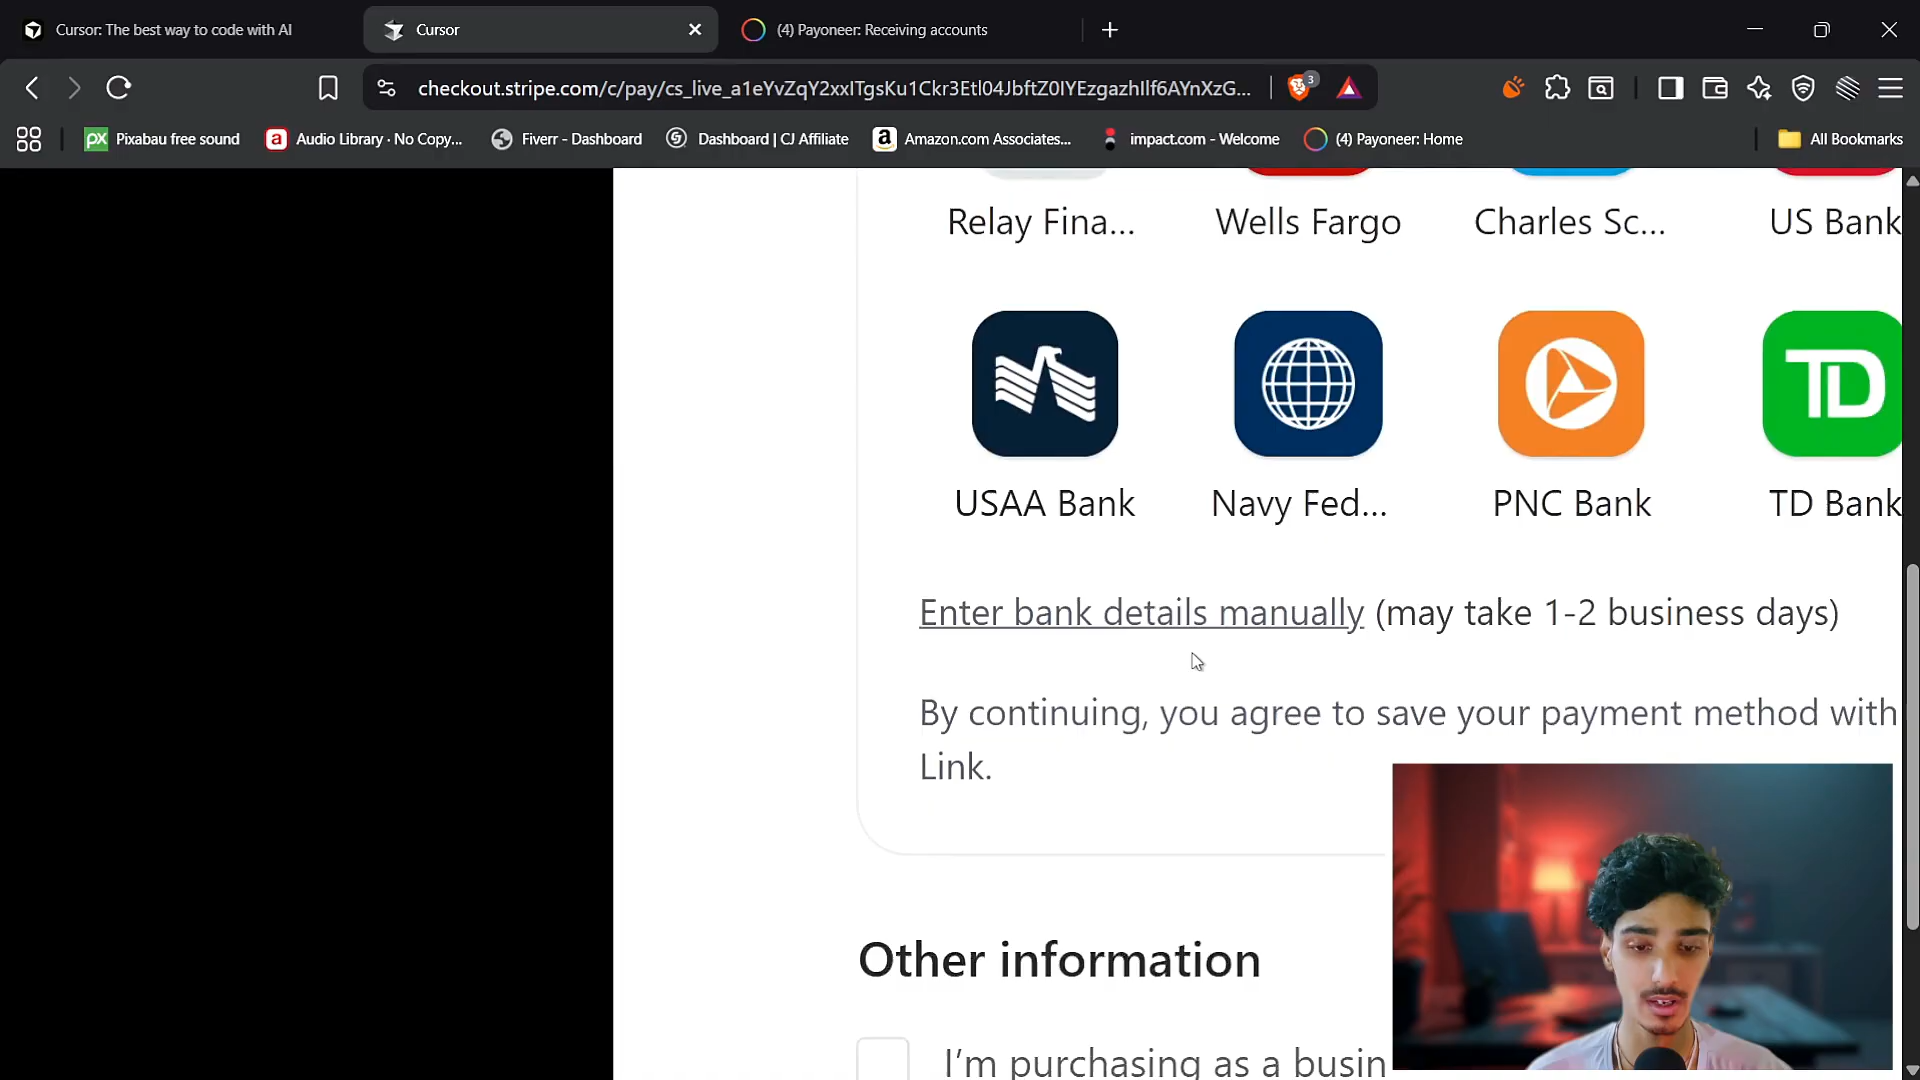 Cursor: The best way to code with AI
Cursor
(4) Payoneer: Receiving accounts
checkout.stripe.com/c/pay/cs_live_a1eYvZqY2xxITgsKu1Ckr3Etl04JbftZ0IYEzgazhIlf6AYnXzG...
3
px Pixabau free sound
a Audio Library · No Copy...
Fiverr - Dashboard
Dashboard | CJ Affiliate
a Amazon.com Associates...
impact.com - Welcome
(4) Payoneer: Home
All Bookmarks
Relay Fina...
Wells Fargo
Charles Sc...
US Bank
TD
USAA Bank
Navy Fed...
PNC Bank
TD Bank
Enter bank details manually (may take 1-2 business days)
By continuing, you agree to save your payment method with
Link.
Other information
I'm purchasing as a busin